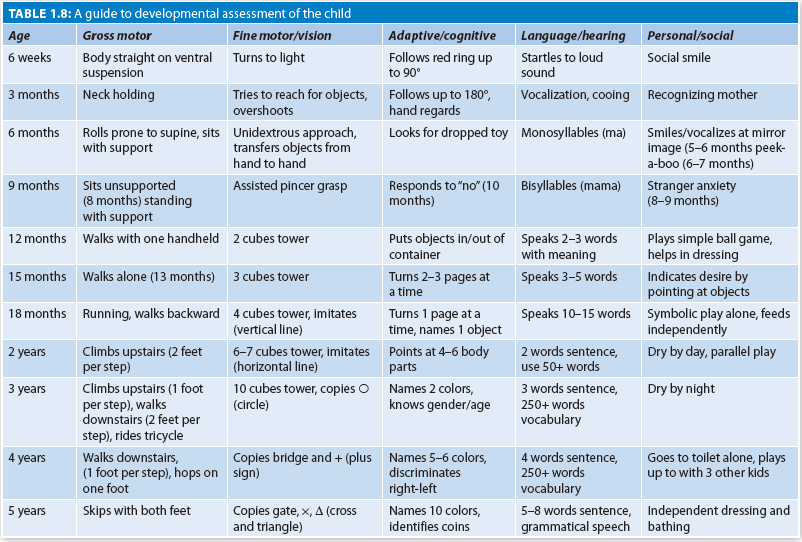 TABLE 1.8: A guide to developmental assessment of the child
Age Gross motor Fine motor/vision Adaptive/cognitive Language/hearing Personal/social
6 weeks Body straight on ventral Turns to light Follows red ring up Startles to loud Social smile
suspension to 90° sound
3 months Neck holding Tries to reach for objects, Follows up to 180º, Vocalization, cooing Recognizing mother
overshoots hand regards
6 months Rolls prone to supine, sits Unidextrous approach, Looks for dropped toy Monosyllables (ma) Smiles/vocalizes at mirror
with support transfers objects from image (5–6 months peek-
hand to hand a-boo (6–7 months)
9 months Sits unsupported Assisted pincer grasp Responds to “no” (10 Bisyllables (mama) Stranger anxiety
(8 months) standing months) (8–9 months)
with support
12 months Walks with one handheld 2 cubes tower Puts objects in/out of Speaks 2–3 words Plays simple ball game,
container with meaning helps in dressing
15 months Walks alone (13 months) 3 cubes tower Turns 2–3 pages at Speaks 3–5 words Indicates desire by
a time pointing at objects
18 months Running, walks backward 4 cubes tower, imitates Turns 1 page at a Speaks 10–15 words Symbolic play alone, feeds
(vertical line) time, names 1 object independently
2 years Climbs upstairs (2 feet 6–7 cubes tower, imitates Points at 4–6 body 2 words sentence, Dry by day, parallel play
per step) (horizontal line) parts use 50+ words
3 years Climbs upstairs (1 foot 10 cubes tower, copies ○ Names 2 colors, 3 words sentence, Dry by night
per step), walks (circle) knows gender/age 250+ words
downstairs (2 feet per vocabulary
step), rides tricycle
4 years Walks downstairs, Copies bridge and + (plus Names 5–6 colors, 4 words sentence, Goes to toilet alone, plays
(1 foot per step), hops on sign) discriminates 250+ words up to with 3 other kids
one foot right-left vocabulary
5 years Skips with both feet Copies gate, ×, Δ (cross Names 10 colors, 5–8 words sentence, Independent dressing and
and triangle) identifies coins grammatical speech bathing